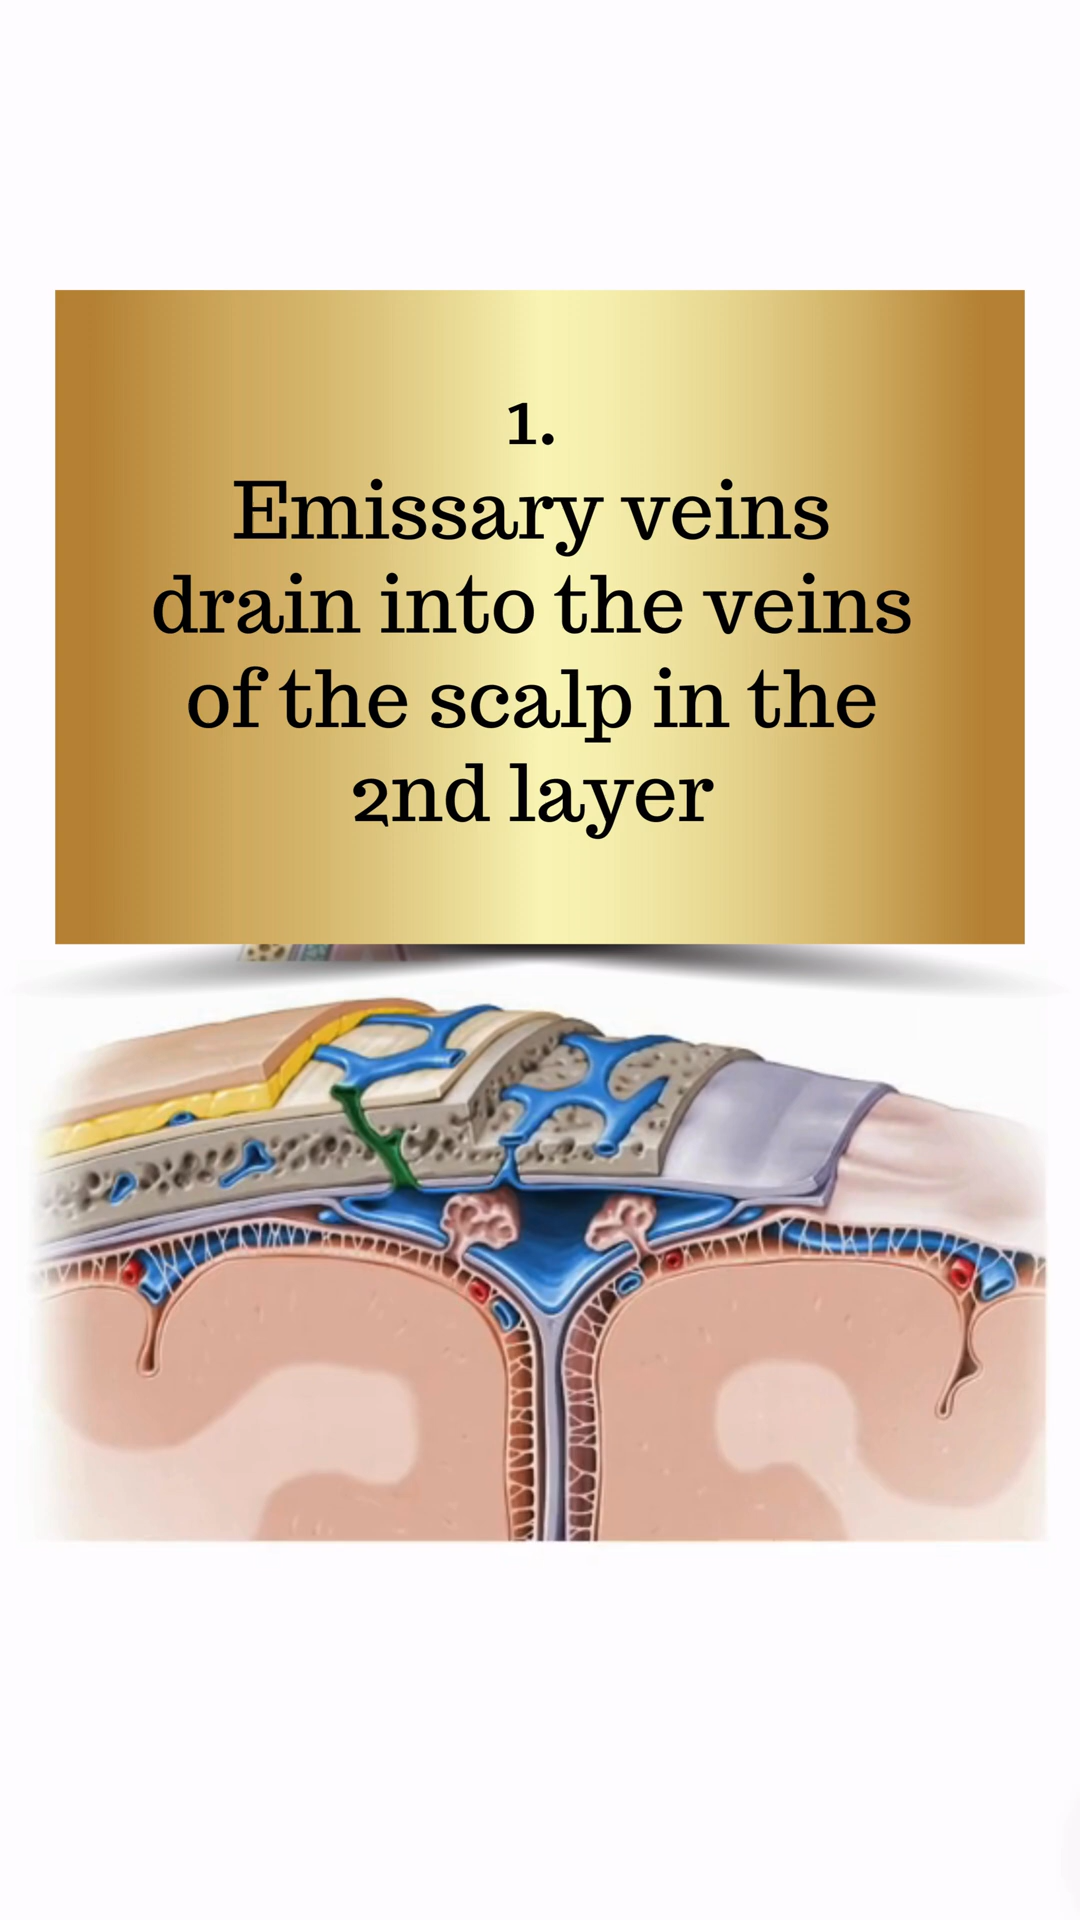 1.
Emissary veins
drain into the veins
of the scalp in the
2nd layer